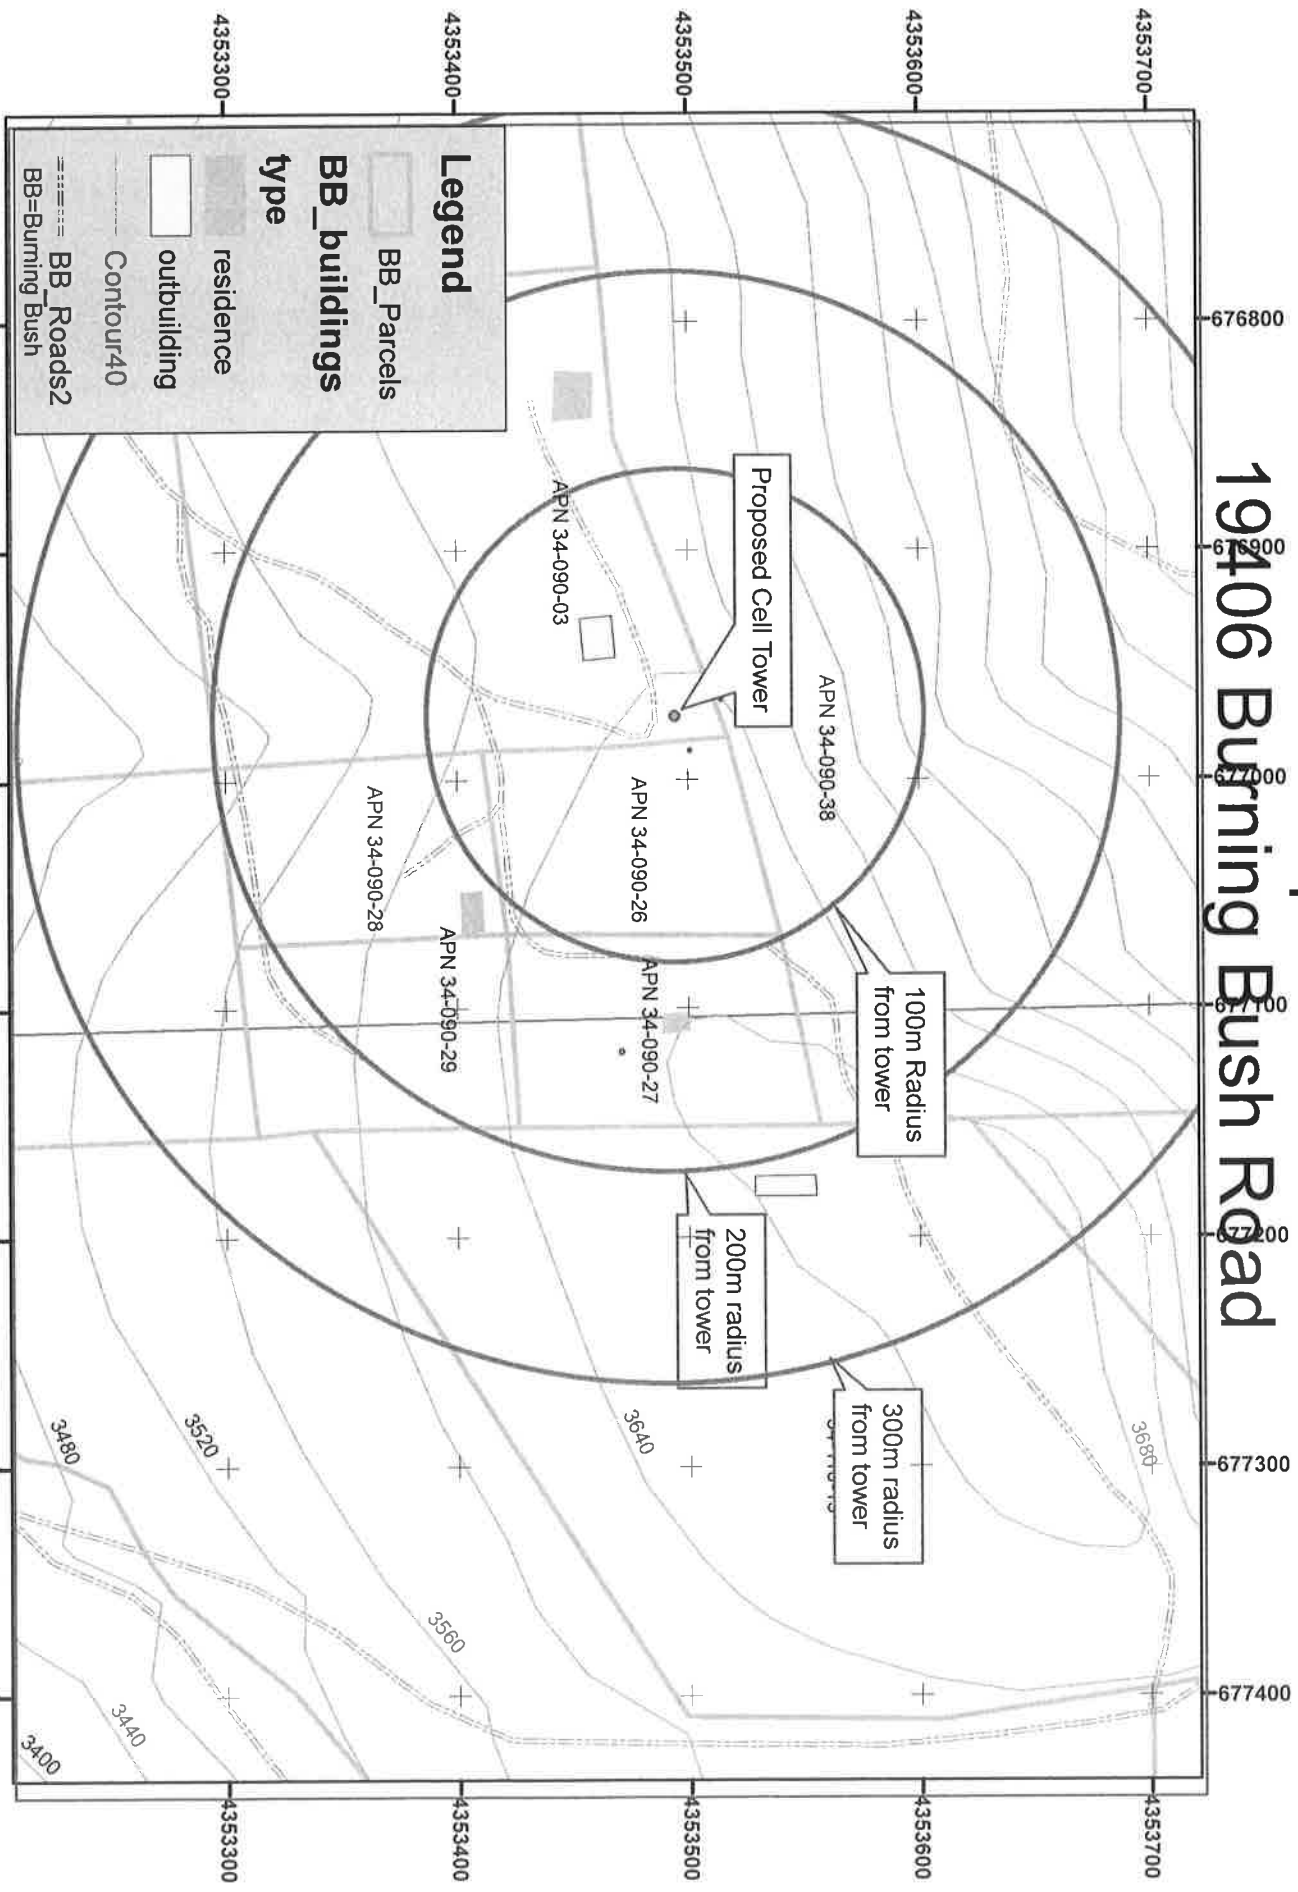 19406 Burning Bush Road
676800
676900
677000
677100
677200
677300
677400
4353700
4353600
4353500
4353400
4353300
4353700
4353600
4353500
4353400
4353300
Proposed Cell Tower
100m Radius
from tower
200m radius
from tower
300m radius
from tower
APN 34-090-38
APN 34-090-03
APN 34-090-26
APN 34-090-27
APN 34-090-28
APN 34-090-29
3680
3640
3560
3520
3480
3440
3400
Legend
BB_Parcels
BB_buildings
type
residence
outbuilding
Contour40
BB_Roads2
BB=Burning_Bush